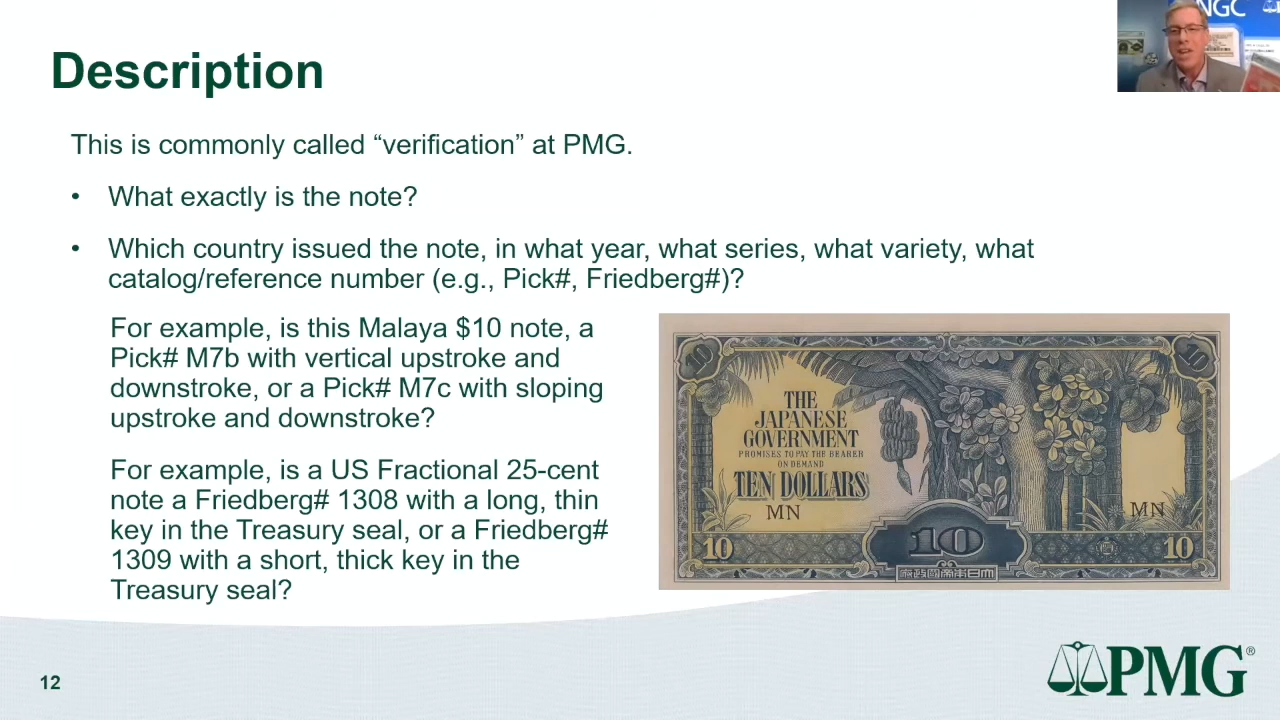 NGC
Description
This is commonly called “verification” at PMG.
• What exactly is the note?
• Which country issued the note, in what year, what series, what variety, what
catalog/reference number (e.g., Pick#, Friedberg#)?
For example, is this Malaya $10 note, a
Pick# M7b with vertical upstroke and
downstroke, or a Pick# M7c with sloping
upstroke and downstroke?
For example, is a US Fractional 25-cent
note a Friedberg# 1308 with a long, thin
key in the Treasury seal, or a Friedberg#
1309 with a short, thick key in the
Treasury seal?
10
10
THE
JAPANESE
GOVERNMENT
PROMISES TO PAY THE BEARER
ON DEMAND
TEN DOLLARS
MN
MN
10
10
10
府政國帝本日大
12
PMG®